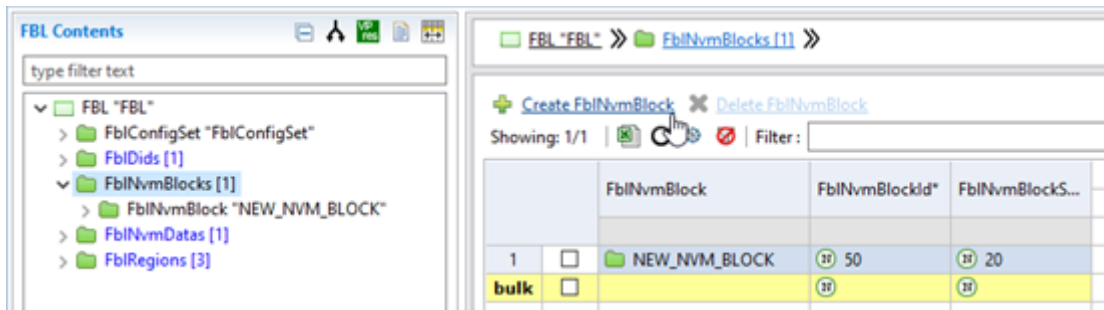 FBL Contents
VP
res
type filter text
FBL "FBL"
FblConfigSet "FblConfigSet"
FblDids [1]
FblNvmBlocks [1]
FblNvmBlock "NEW_NVM_BLOCK"
FblNvmDatas [1]
FblRegions [3]
FBL "FBL" FblNvmBlocks [1]
Create FblNvmBlock Delete FblNvmBlock
Showing: 1/1 Filter :
FblNvmBlock FblNvmBlockId* FblNvmBlockS...
1 NEW_NVM_BLOCK 50 20
bulk